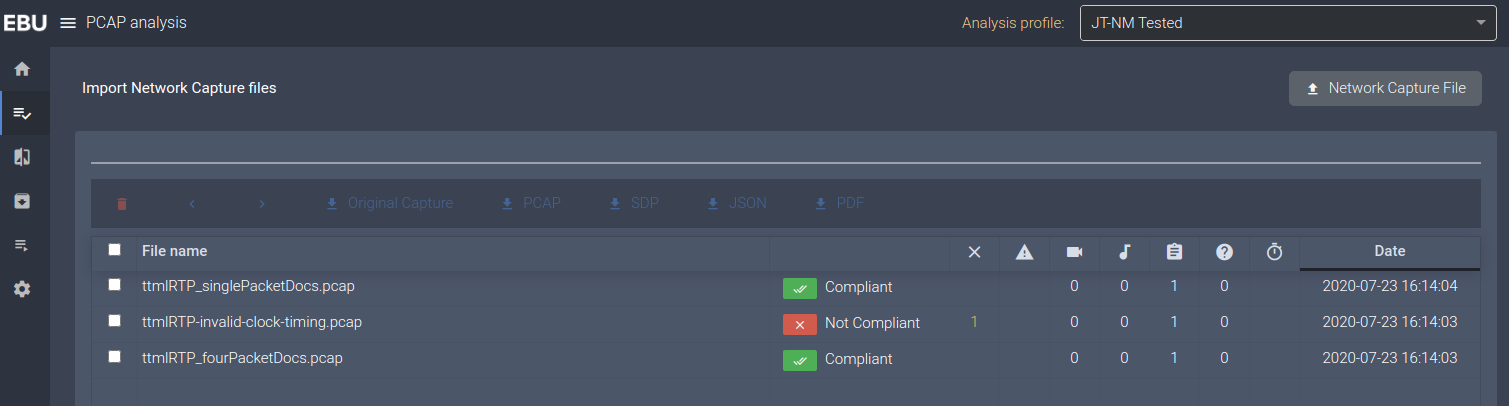 EBU PCAP analysis Analysis profile: JT-NM Tested
Import Network Capture files Network Capture File
Original Capture PCAP SDP JSON PDF
File name Date
ttmlRTP_singlePacketDocs.pcap Compliant 0 0 1 0 2020-07-23 16:14:04
ttmlRTP-invalid-clock-timing.pcap Not Compliant 1 0 0 1 0 2020-07-23 16:14:03
ttmlRTP_fourPacketDocs.pcap Compliant 0 0 1 0 2020-07-23 16:14:03